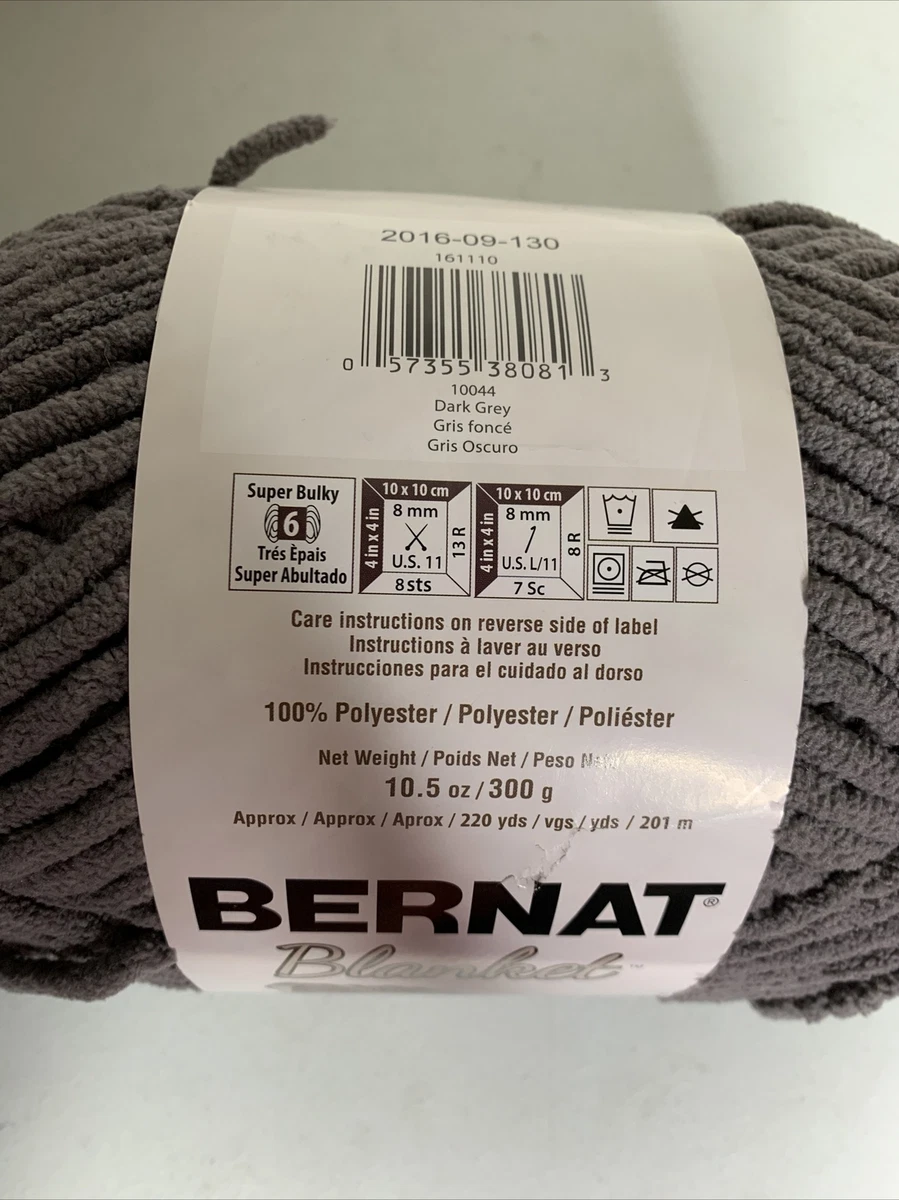 2016-09-130
161110
0 57355 38081 3
10044
Dark Grey
Gris foncé
Gris Oscuro
Super Bulky
6
Trés Èpais
Super Abultado
10 x 10 cm
4 in x 4 in
8 mm
U.S. 11
13 R
8 sts
10 x 10 cm
4 in x 4 in
8 mm
U.S. L/11
8 R
7 Sc
Care instructions on reverse side of label
Instructions à laver au verso
Instrucciones para el cuidado al dorso
100% Polyester / Polyester / Poliéster
Net Weight / Poids Net / Peso
10.5 oz / 300 g
Approx / Approx / Aprox / 220 yds / vgs / yds / 201 m
BERNAT®
Blanket™